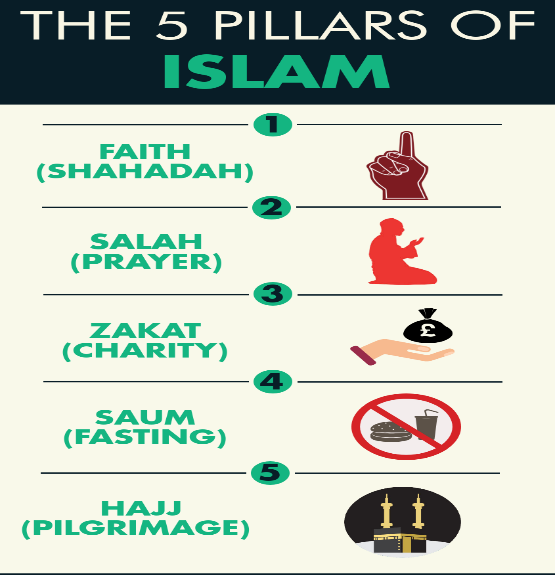 THE 5 PILLARS OF
ISLAM
1
FAITH
(SHAHADAH)
2
SALAH
(PRAYER)
3
ZAKAT
(CHARITY)
£
4
SAUM
(FASTING)
5
HAJJ
(PILGRIMAGE)